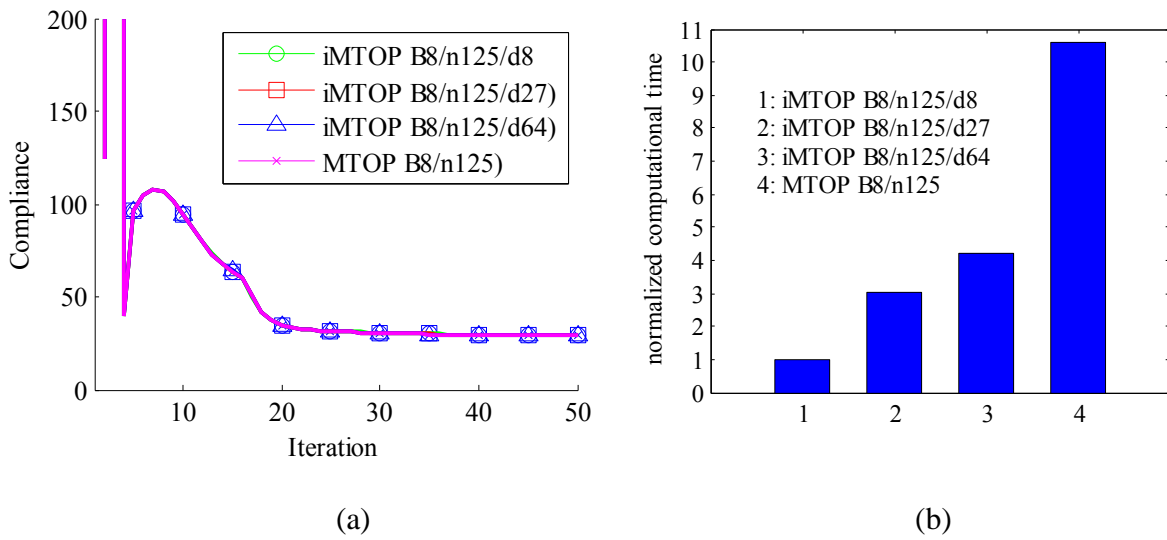 200
150
100
50
0
10
20
30
40
50
Compliance
Iteration
iMTOP B8/n125/d8
iMTOP B8/n125/d27)
iMTOP B8/n125/d64)
MTOP B8/n125)
(a)
11
10
9
8
7
6
5
4
3
2
1
0
normalized computational time
1: iMTOP B8/n125/d8
2: iMTOP B8/n125/d27
3: iMTOP B8/n125/d64
4: MTOP B8/n125
1
2
3
4
(b)